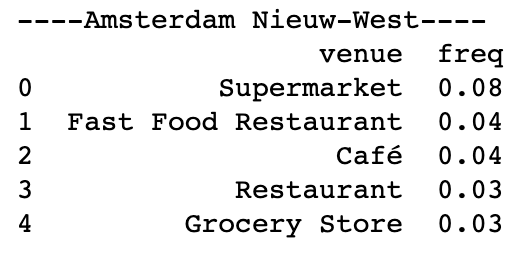 ----Amsterdam Nieuw-West----
venue freq
0 Supermarket 0.08
1 Fast Food Restaurant 0.04
2 Café 0.04
3 Restaurant 0.03
4 Grocery Store 0.03